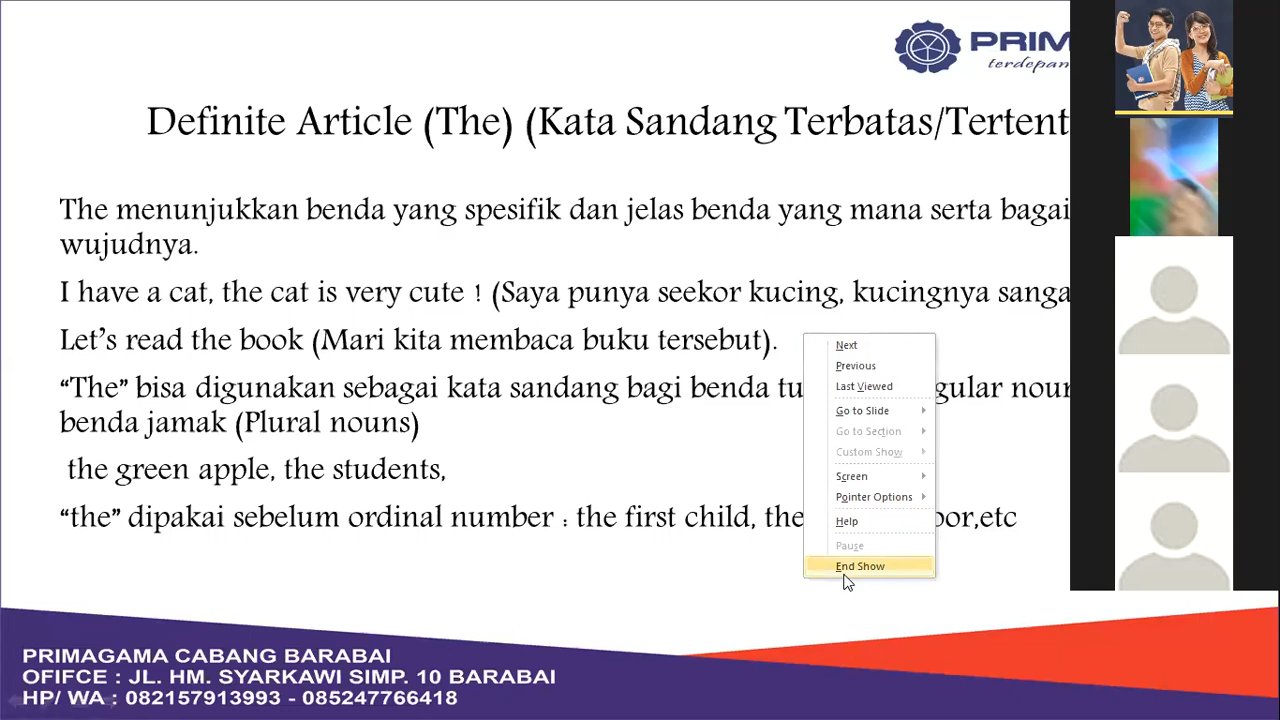 PRIM
terdepan
Definite Article (The) (Kata Sandang Terbatas/Tertent
The menunjukkan benda yang spesifik dan jelas benda yang mana serta bagai
wujudnya.
I have a cat, the cat is very cute ! (Saya punya seekor kucing, kucingnya sanga
Let's read the book (Mari kita membaca buku tersebut).
“The” bisa digunakan sebagai kata sandang bagi benda tu gular nour
benda jamak (Plural nouns)
the green apple, the students,
“the” dipakai sebelum ordinal number : the first child, the oor,etc
Next
Previous
Last Viewed
Go to Slide
Go to Section
Custom Show
Screen
Pointer Options
Help
Pause
End Show
PRIMAGAMA CABANG BARABAI
OFIFCE : JL. HM. SYARKAWI SIMP. 10 BARABAI
HP/ WA : 082157913993 - 085247766418